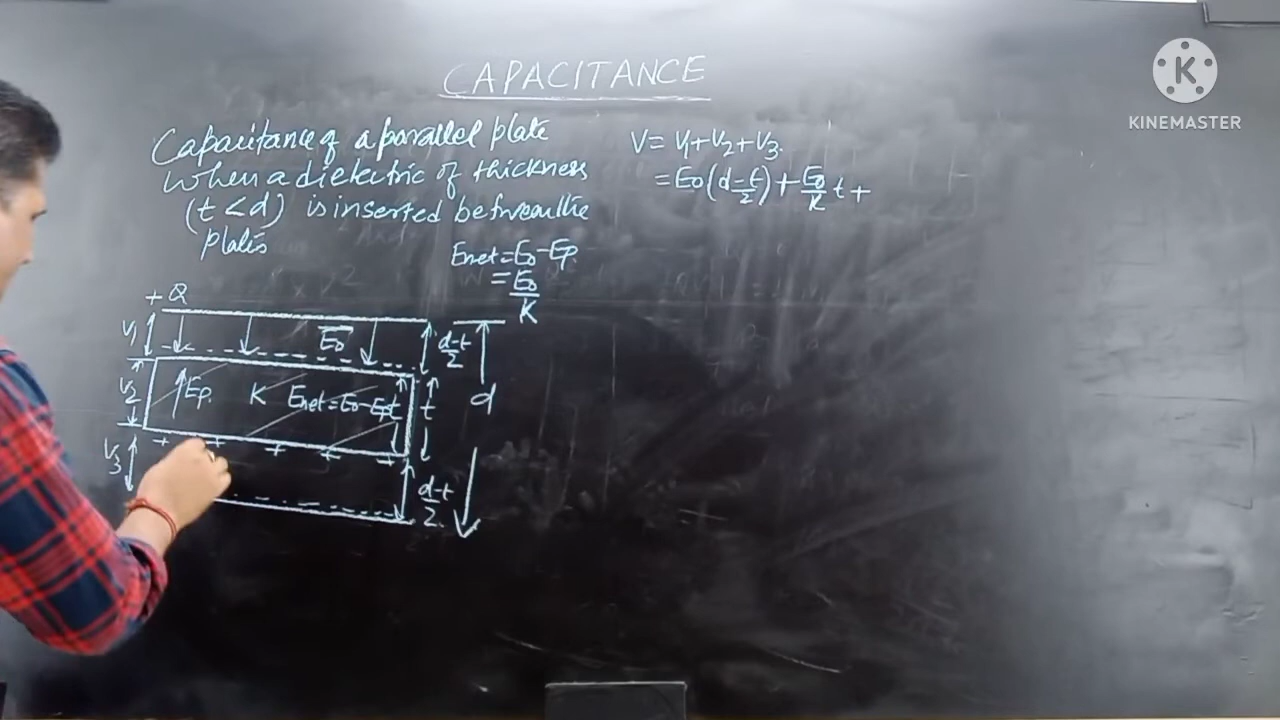 CAPACITANCE
Capacitance of a parallel plate
when a dielectric of thickness
(t < d) is inserted between the
plates
V = V1 + V2 + V3.
= E0 (d-t/2) + E0/K t +
Enet = E0 - Ep.
= E0/K
+ Q
V1
E0
d-t/2
V2
Ep.
K
Enet = E0 - Ep
t
t
d
V3
+ + + + +
d-t/2
K
KINEMASTER